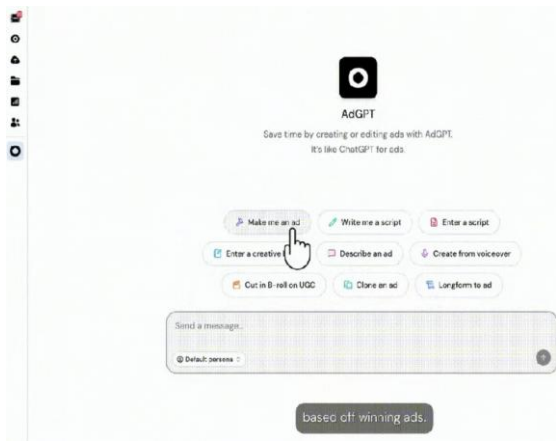 AdGPT
Save time by creating or editing ads with AdGPT.
It's like ChatGPT for ads.
Make me an ad
Write me a script
Enter a script
Enter a creative
Describe an ad
Create from voiceover
Cut in B-roll on UGC
Clone an ad
Longform to ad
Send a message...
Default persona
based off winning ads.